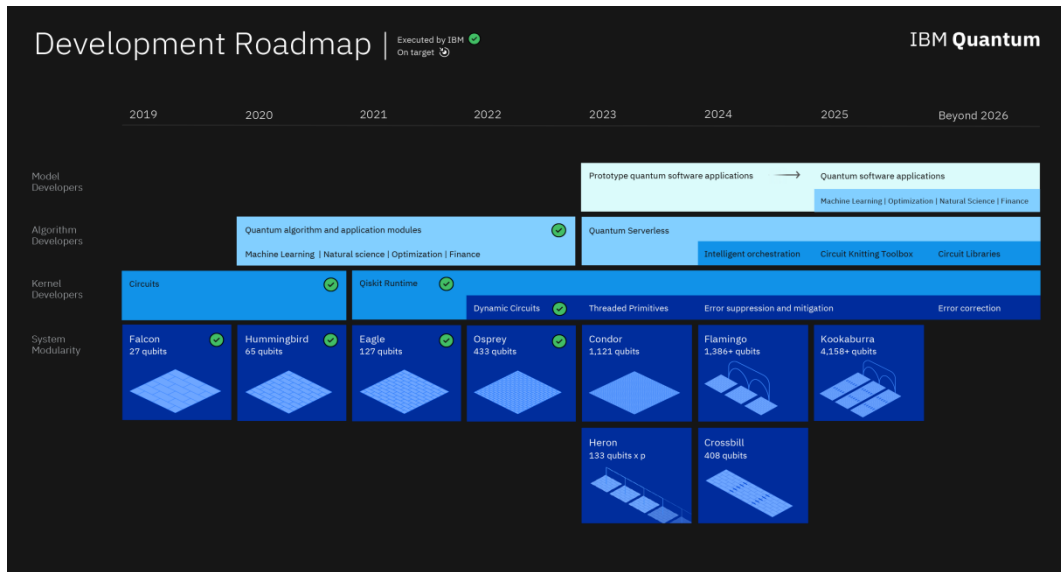 Development Roadmap
Executed by IBM
On target
IBM Quantum
2019
2020
2021
2022
2023
2024
2025
Beyond 2026
Model
Developers
Prototype quantum software applications
Quantum software applications
Machine Learning | Optimization | Natural Science | Finance
Algorithm
Developers
Quantum algorithm and application modules
Machine Learning | Natural science | Optimization | Finance
Quantum Serverless
Intelligent orchestration
Circuit Knitting Toolbox
Circuit Libraries
Kernel
Developers
Circuits
Qiskit Runtime
Dynamic Circuits
Threaded Primitives
Error suppression and mitigation
Error correction
System
Modularity
Falcon
27 qubits
Hummingbird
65 qubits
Eagle
127 qubits
Osprey
433 qubits
Condor
1,121 qubits
Flamingo
1,386+ qubits
Kookaburra
4,158+ qubits
Heron
133 qubits x p
Crossbill
408 qubits